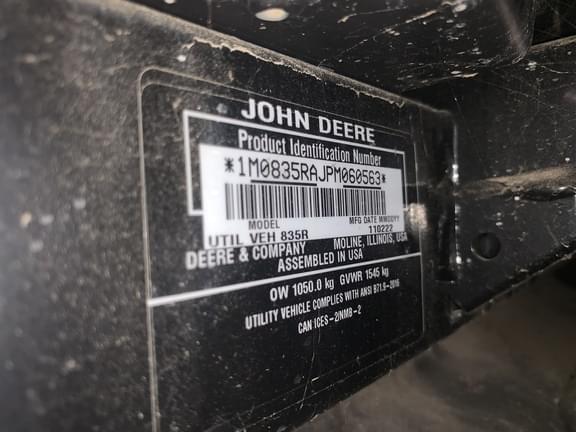 JOHN DEERE
Product Identification Number
*1M0835RAJPM060563*
MODEL MFG DATE MMDDYY
UTIL VEH 835R 110222
DEERE & COMPANY MOLINE, ILLINOIS, USA
ASSEMBLED IN USA
OW 1050.0 kg GVWR 1545 kg
UTILITY VEHICLE COMPLIES WITH ANSI B71.9-2016
CAN ICES-2/NMB-2